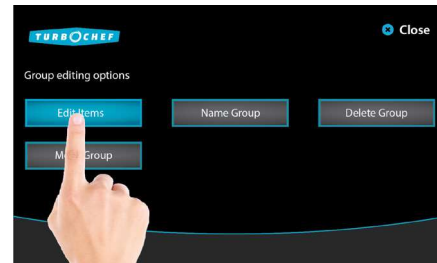 TURBOCHEF
Close
Group editing options
Edit Items
Name Group
Delete Group
Group